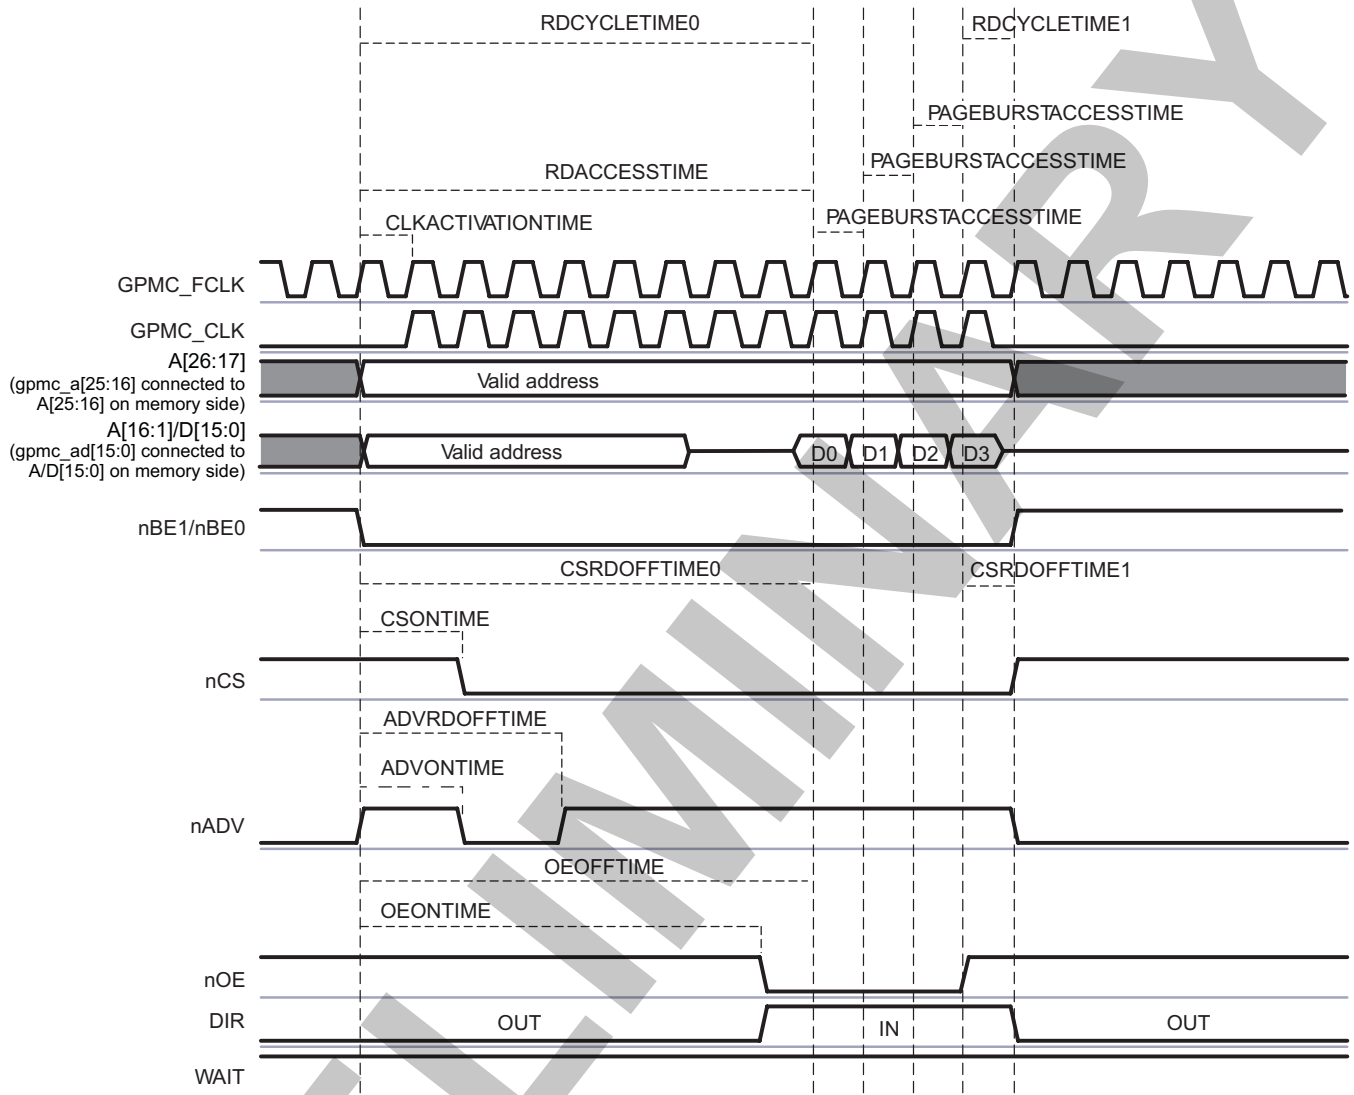 RDCYCLETIME0
RDCYCLETIME1
PAGEBURSTACCESSTIME
PAGEBURSTACCESSTIME
RDACCESSTIME
PAGEBURSTACCESSTIME
CLKACTIVATIONTIME
GPMC_FCLK
GPMC_CLK
A[26:17]
(gpmc_a[25:16] connected to
A[25:16] on memory side)
Valid address
A[16:1]/D[15:0]
(gpmc_ad[15:0] connected to
A/D[15:0] on memory side)
Valid address
D0 D1 D2 D3
nBE1/nBE0
CSRDOFFTIME0
CSRDOFFTIME1
CSONTIME
nCS
ADVRDOFFTIME
ADVONTIME
nADV
OEOFFTIME
OEONTIME
nOE
DIR
OUT
IN
OUT
WAIT